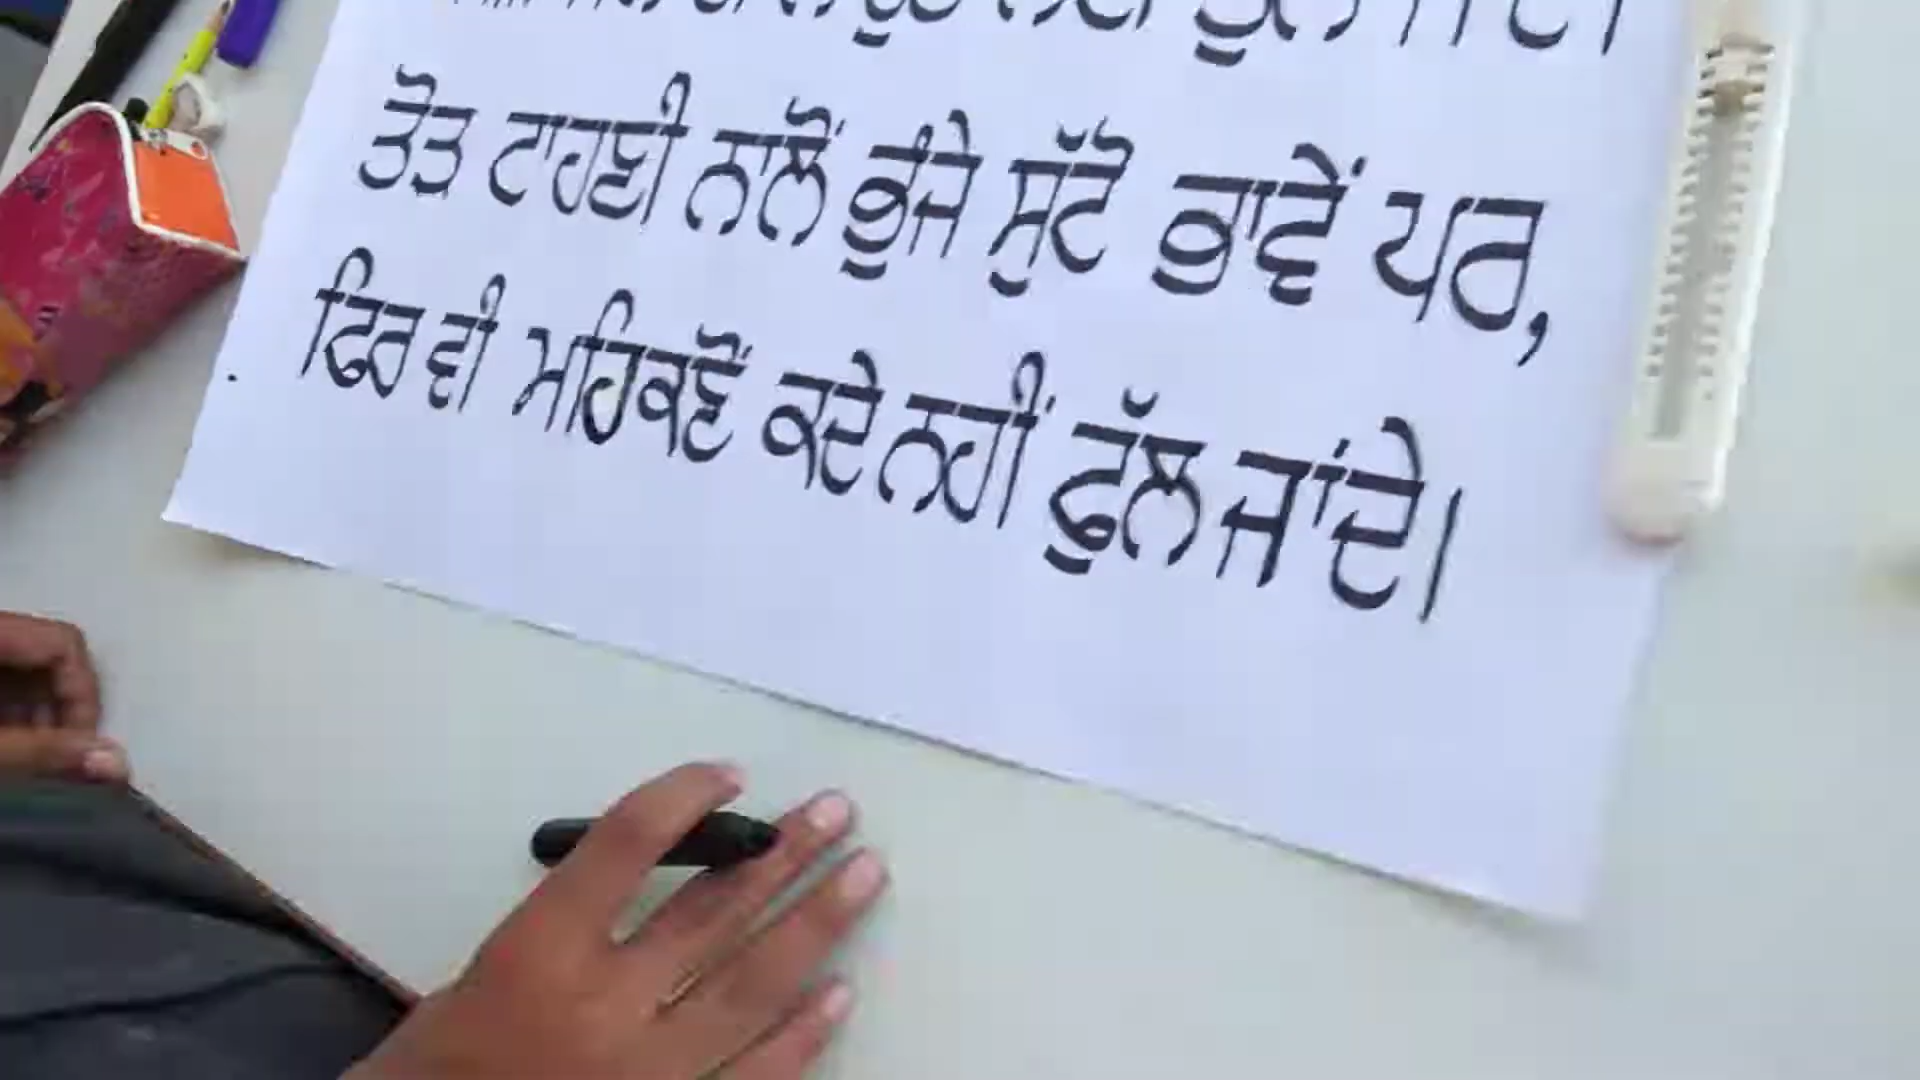 ਤੋੜ ਟਾਹਣੀ ਨਾਲੋਂ ਭੁੰਜੇ ਸੁੱਟੋ ਭਾਵੇਂ ਪਰ,
ਫਿਰ ਵੀ ਮਹਿਕਣੋਂ ਕਦੇ ਨਹੀਂ ਫੁੱਲ ਜਾਂਦੇ।